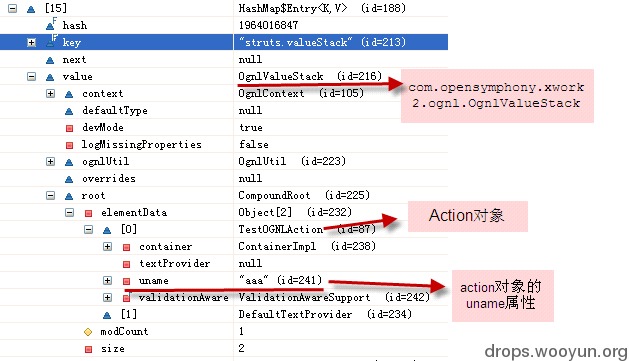 [15] HashMap$Entry<K,V> (id=188)
F hash 1964016847
F key "struts.valueStack" (id=213)
next null
value OgnlValueStack (id=216)
com.opensymphony.xwork
2.ognl.OgnlValueStack
context OgnlContext (id=105)
defaultType null
devMode true
logMissingProperties false
ognlUtil OgnlUtil (id=223)
overrides null
root CompoundRoot (id=225)
elementData Object[2] (id=232)
Action对象
[0] TestOGNLAction (id=87)
container ContainerImpl (id=238)
textProvider null
uname "aaa" (id=241)
action对象的
uname属性
validationAware ValidationAwareSupport (id=242)
[1] DefaultTextProvider (id=234)
modCount 1
size 2
drops.wooyun.org